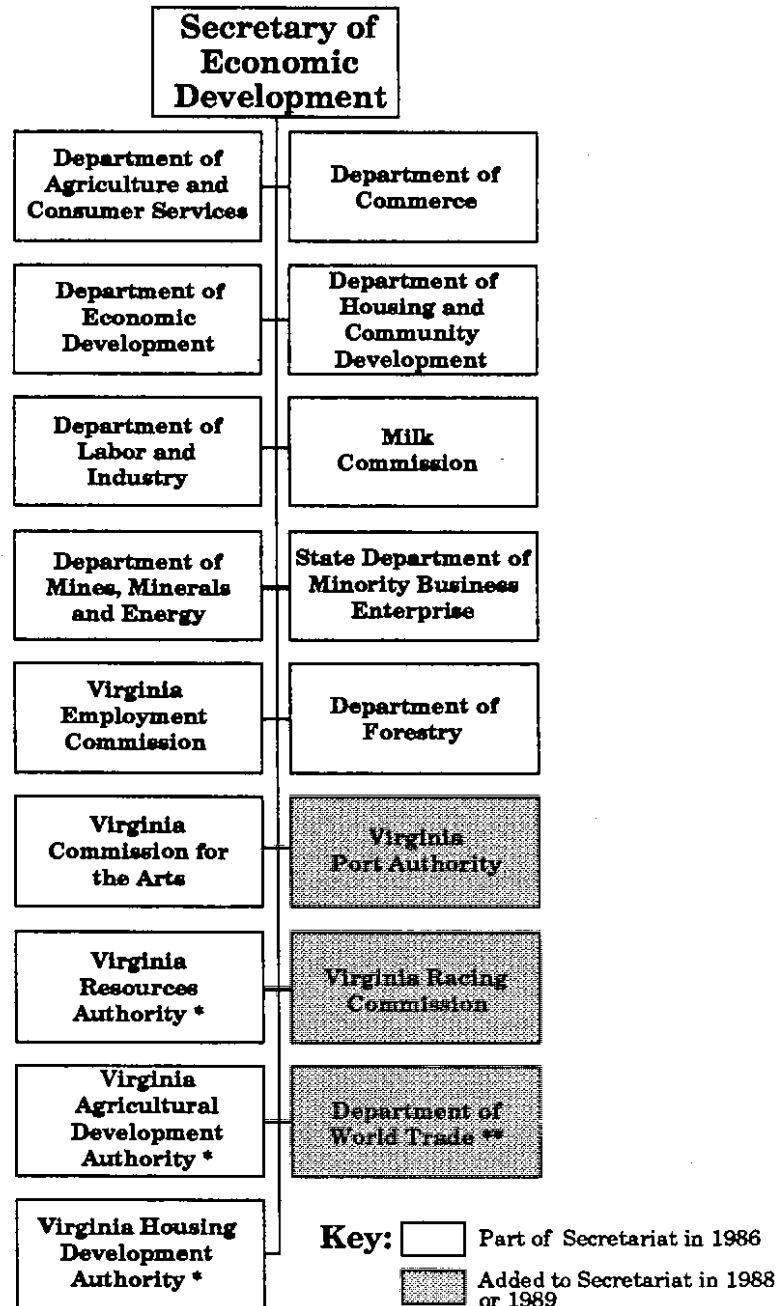 Secretary of
Economic
Development
Department of
Agriculture and
Consumer Services
Department of
Commerce
Department of
Economic
Development
Department of
Housing and
Community
Development
Department of
Labor and
Industry
Milk
Commission
Department of
Mines, Minerals
and Energy
State Department of
Minority Business
Enterprise
Virginia
Employment
Commission
Department of
Forestry
Virginia
Commission for
the Arts
Virginia
Port Authority
Virginia
Resources
Authority *
Virginia Racing
Commission
Virginia
Agricultural
Development
Authority *
Department of
World Trade **
Virginia Housing
Development
Authority *
Key:
Part of Secretariat in 1986
Added to Secretariat in 1988
or 1989